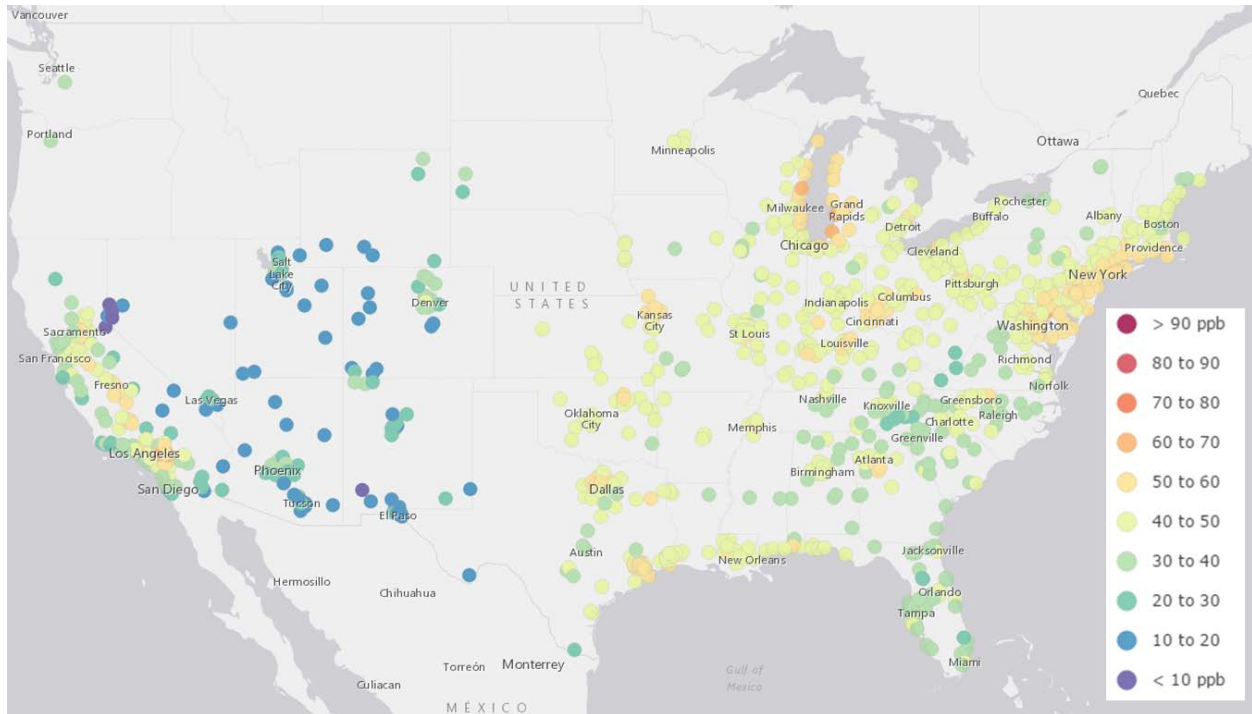 Vancouver
Seattle
Quebec
Portland
Ottawa
Minneapolis
Rochester
Milwaukee
Grand
Rapids
Buffalo
Albany
Detroit
Boston
Chicago
Cleveland
Providence
Salt
Lake
City
New York
UNITED
STATES
Denver
Pittsburgh
Indianapolis
Columbus
Kansas
City
Cincinnati
Washington
Sacramento
St Louis
Louisville
San Francisco
Richmond
Fresno
Norfolk
Las Vegas
Nashville
Knoxville
Greensboro
Raleigh
Oklahoma
City
Memphis
Charlotte
Greenville
Los Angeles
Atlanta
Phoenix
Birmingham
San Diego
Dallas
Tucson
El Paso
Austin
Jacksonville
New Orleans
Hermosillo
Chihuahua
Orlando
Tampa
Miami
Torreón
Monterrey
Gulf of
Mexico
Culiacan
MÉXICO
> 90 ppb
80 to 90
70 to 80
60 to 70
50 to 60
40 to 50
30 to 40
20 to 30
10 to 20
< 10 ppb